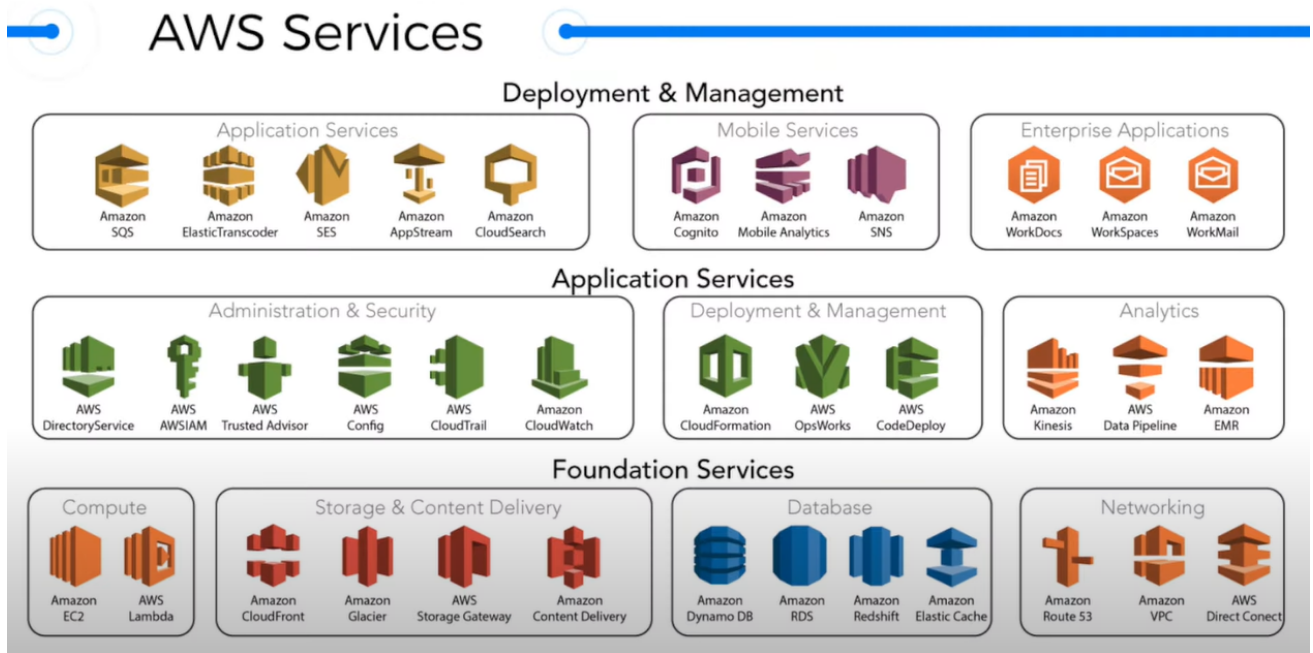 AWS Services
Deployment & Management
Application Services
Amazon
SQS
Amazon
ElasticTranscoder
Amazon
SES
Amazon
AppStream
Amazon
CloudSearch
Mobile Services
Amazon
Cognito
Amazon
Mobile Analytics
Amazon
SNS
Enterprise Applications
Amazon
WorkDocs
Amazon
WorkSpaces
Amazon
WorkMail
Application Services
Administration & Security
AWS
DirectoryService
AWS
AWSIAM
AWS
Trusted Advisor
AWS
Config
AWS
CloudTrail
Amazon
CloudWatch
Deployment & Management
Amazon
CloudFormation
AWS
OpsWorks
AWS
CodeDeploy
Analytics
Amazon
Kinesis
AWS
Data Pipeline
Amazon
EMR
Foundation Services
Compute
Amazon
EC2
AWS
Lambda
Storage & Content Delivery
Amazon
CloudFront
Amazon
Glacier
AWS
Storage Gateway
Amazon
Content Delivery
Database
Amazon
Dynamo DB
Amazon
RDS
Amazon
Redshift
Amazon
Elastic Cache
Networking
Amazon
Route 53
Amazon
VPC
AWS
Direct Conect